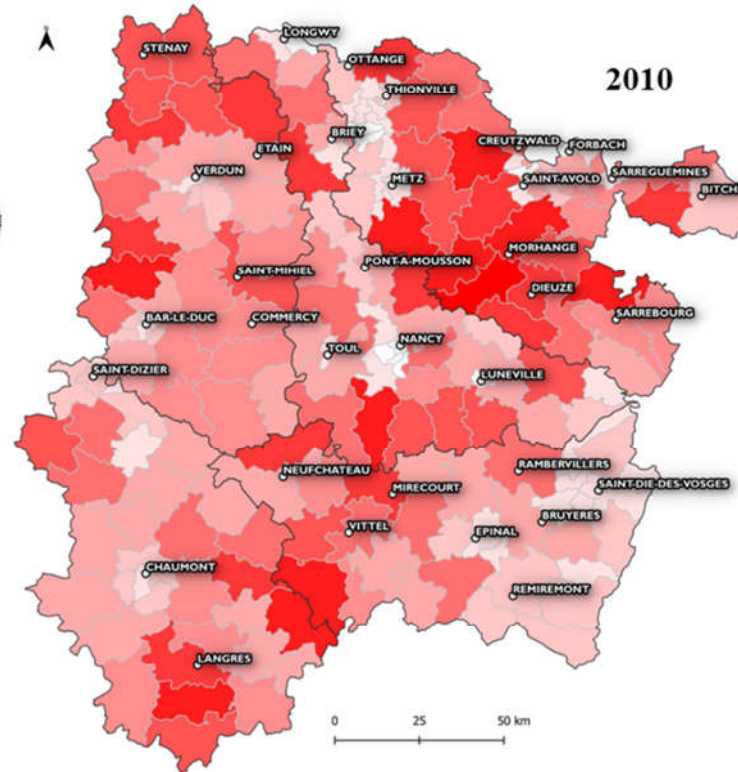 LONGWY
STENAY
OTTANGE
2010
THIONVILLE
BRIEY
CREUTZWALD
FORBACH
ETAIN
VERDUN
METZ
SAINT-AVOLD
SARREGUEMINES
BITCH
MORHANGE
PONT-A-MOUSSON
SAINT-MIHIEL
DIEUZE
BAR-LE-DUC
COMMERCY
SARREBOURG
NANCY
TOUL
SAINT-DIZIER
LUNEVILLE
NEUFCHATEAU
RAMBERVILLERS
MIRECOURT
SAINT-DIE-DES-VOSGES
BRUYERES
VITTEL
EPINAL
CHAUMONT
REMIREMONT
LANGRES
0 25 50 km